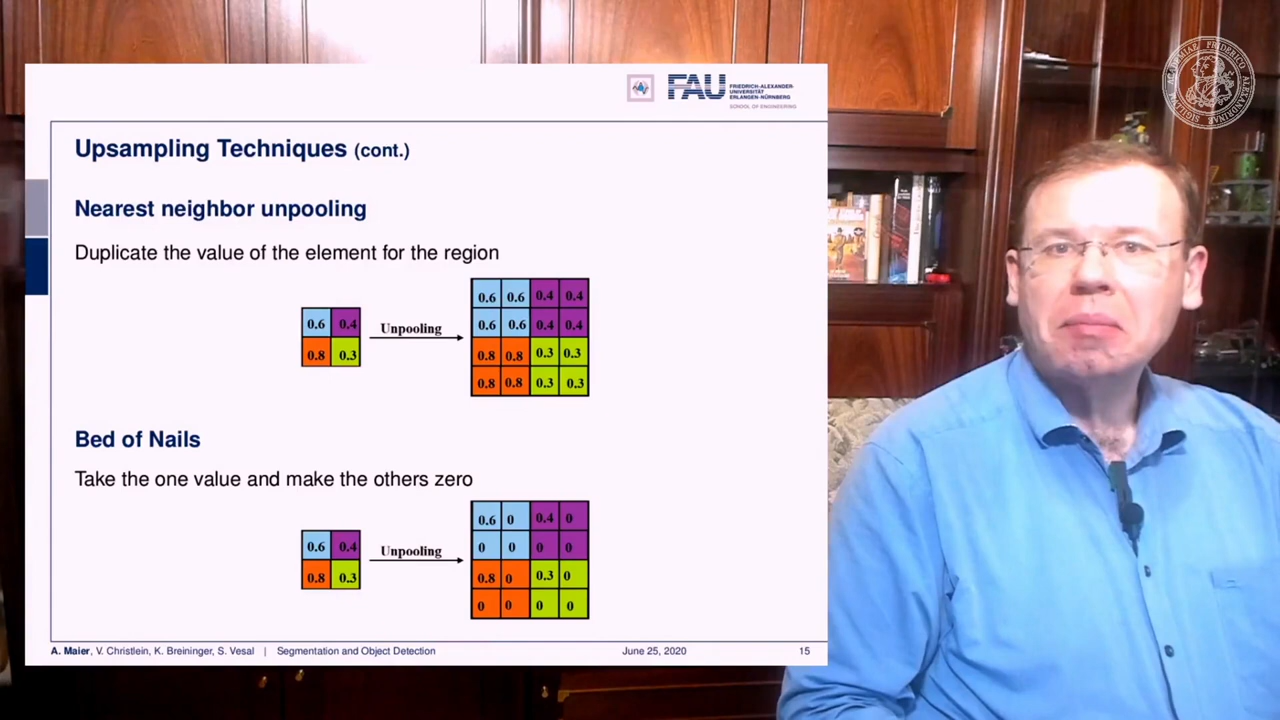 FAU
FRIEDRICH-ALEXANDER-
UNIVERSITÄT
ERLANGEN-NÜRNBERG
SCHOOL OF ENGINEERING
Upsampling Techniques (cont.)
Nearest neighbor unpooling
Duplicate the value of the element for the region
0.6 0.4
0.8 0.3
Unpooling
0.6 0.6 0.4 0.4
0.6 0.6 0.4 0.4
0.8 0.8 0.3 0.3
0.8 0.8 0.3 0.3
Bed of Nails
Take the one value and make the others zero
0.6 0.4
0.8 0.3
Unpooling
0.6 0 0.4 0
0 0 0 0
0.8 0 0.3 0
0 0 0 0
A. Maier, V. Christlein, K. Breininger, S. Vesal | Segmentation and Object Detection June 25, 2020 15